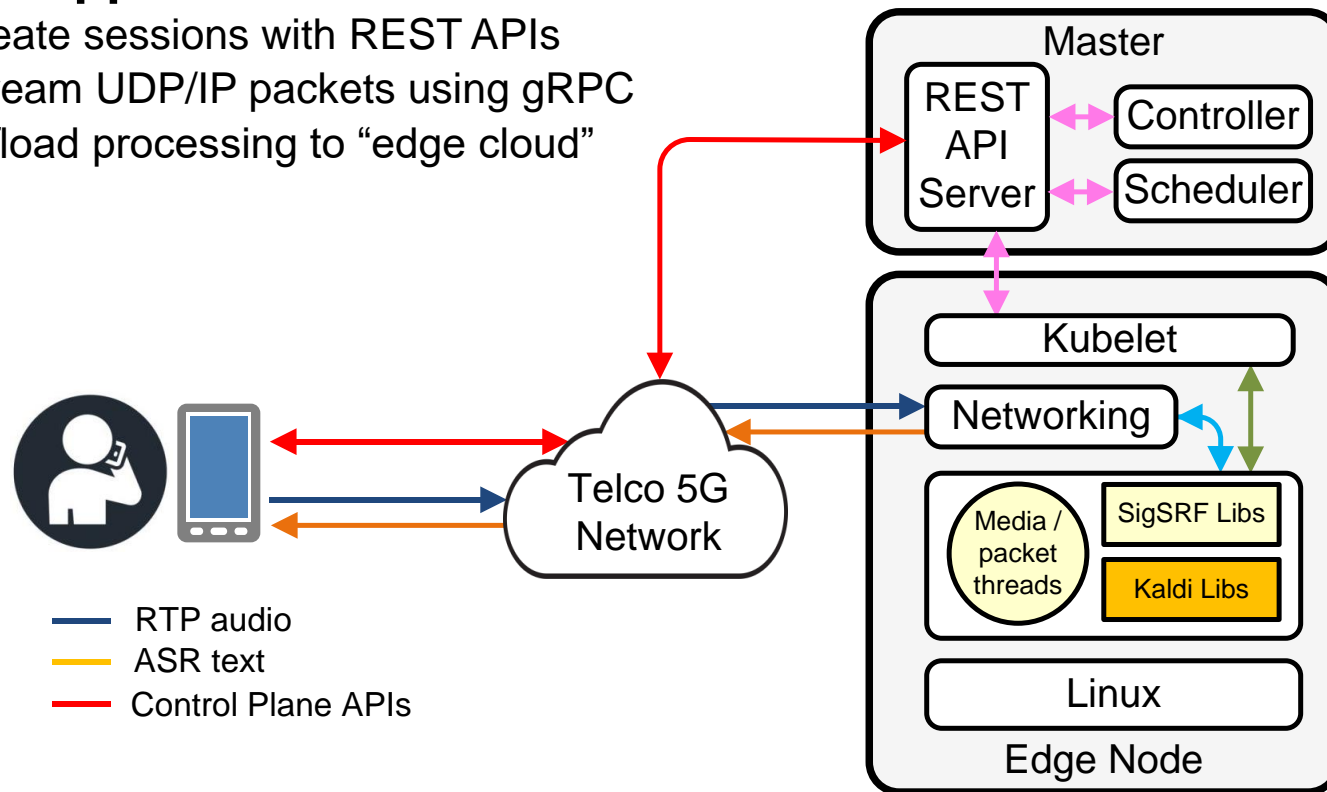 eate sessions with REST APIs
eam UDP/IP packets using gRPC
load processing to “edge cloud”
Master
REST
API
Server
Controller
Scheduler
Kubelet
Networking
Telco 5G
Network
Media /
packet
threads
SigSRF Libs
Kaldi Libs
Linux
Edge Node
RTP audio
ASR text
Control Plane APIs